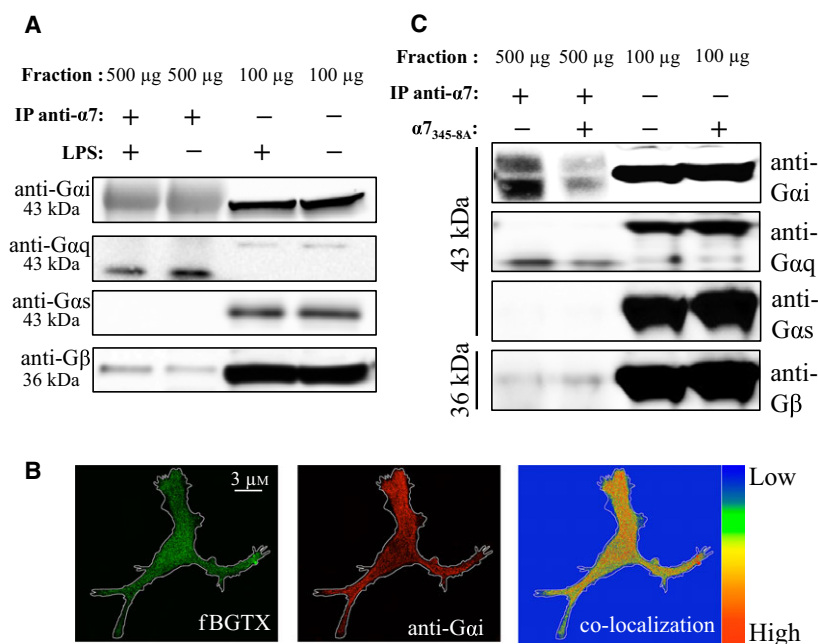 A
Fraction : 500 µg 500 µg 100 µg 100 µg
IP anti-α7: + + − −
LPS: + − + −
anti-Gαi
43 kDa
anti-Gαq
43 kDa
anti-Gαs
43 kDa
anti-Gβ
36 kDa
C
Fraction : 500 µg 500 µg 100 µg 100 µg
IP anti-α7: + + − −
α7345-8A: − + − +
43 kDa
36 kDa
anti-
Gαi
anti-
Gαq
anti-
Gαs
anti-
Gβ
B
3 µM
fBGTX
anti-Gαi
co-localization
Low
High